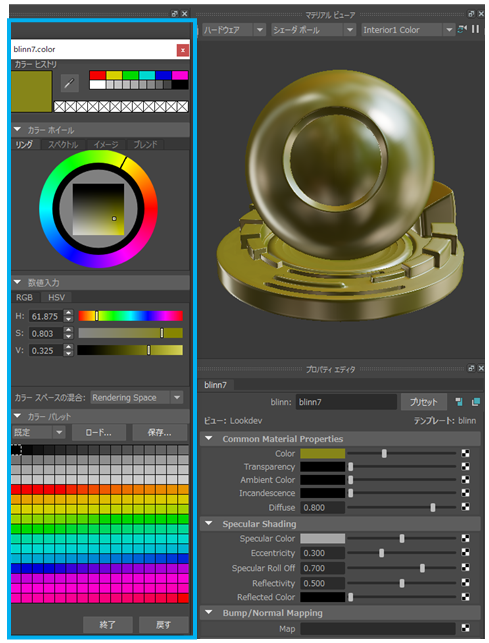 blinn7.color
カラー ヒストリ
カラー ホイール
リング スペクトル イメージ ブレンド
数値入力
RGB HSV
H: 61.875
S: 0.803
V: 0.325
カラー スペースの混合: Rendering Space
カラー パレット
既定 ロード... 保存...
終了 戻す
マテリアル ビューア
ハードウェア シェーダ ボール Interior1 Color
プロパティ エディタ
blinn7
blinn: blinn7 プリセット
ビュー: Lookdev テンプレート: blinn
Common Material Properties
Color
Transparency
Ambient Color
Incandescence
Diffuse 0.800
Specular Shading
Specular Color
Eccentricity 0.300
Specular Roll Off 0.700
Reflectivity 0.500
Reflected Color
Bump/Normal Mapping
Map